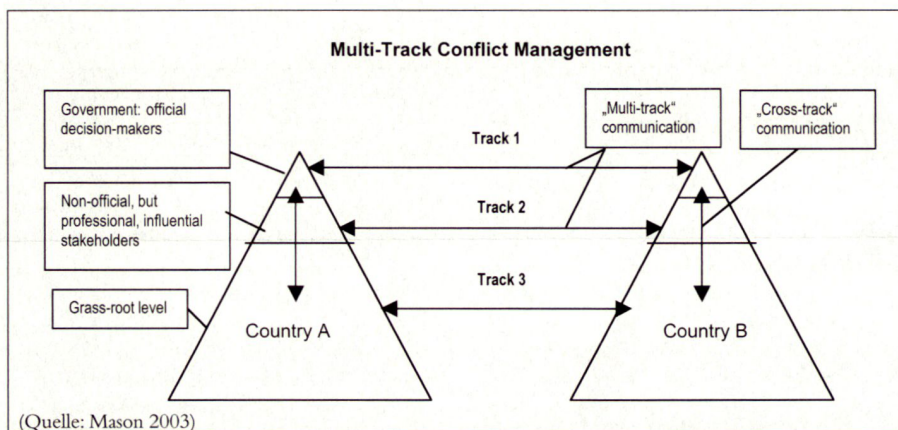 Multi-Track Conflict Management
Government: official
decision-makers
Non-official, but
professional, influential
stakeholders
Grass-root level
Track 1
Track 2
Track 3
„Multi-track“
communication
„Cross-track“
communication
Country A
Country B
(Quelle: Mason 2003)